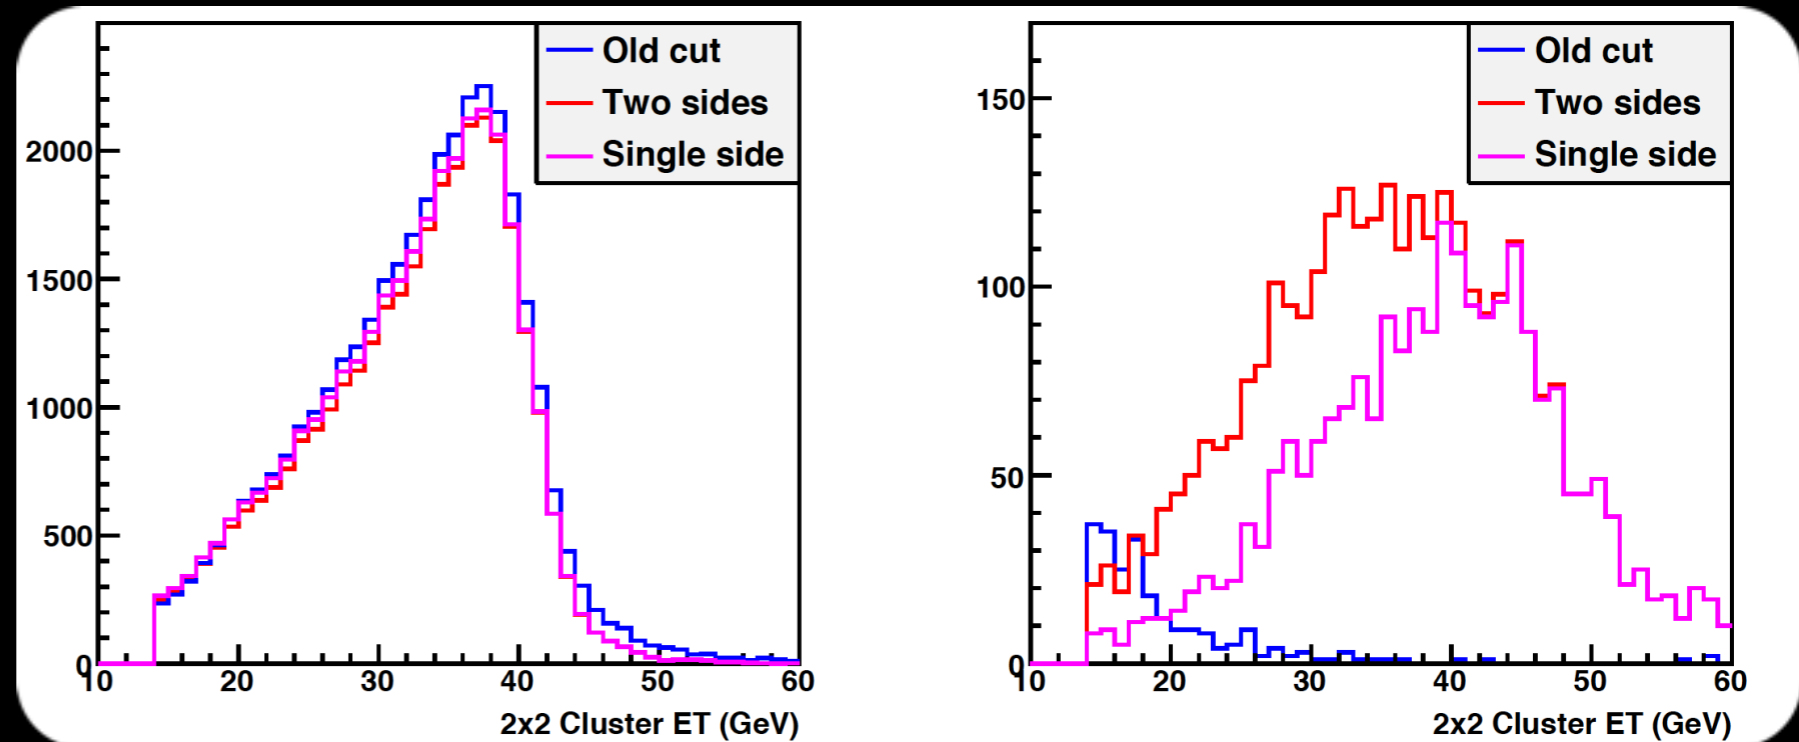 Old cut
Two sides
Single side
2000
1500
1000
500
0
10 20 30 40 50 60
2x2 Cluster ET (GeV)
Old cut
Two sides
Single side
150
100
50
0
10 20 30 40 50 60
2x2 Cluster ET (GeV)